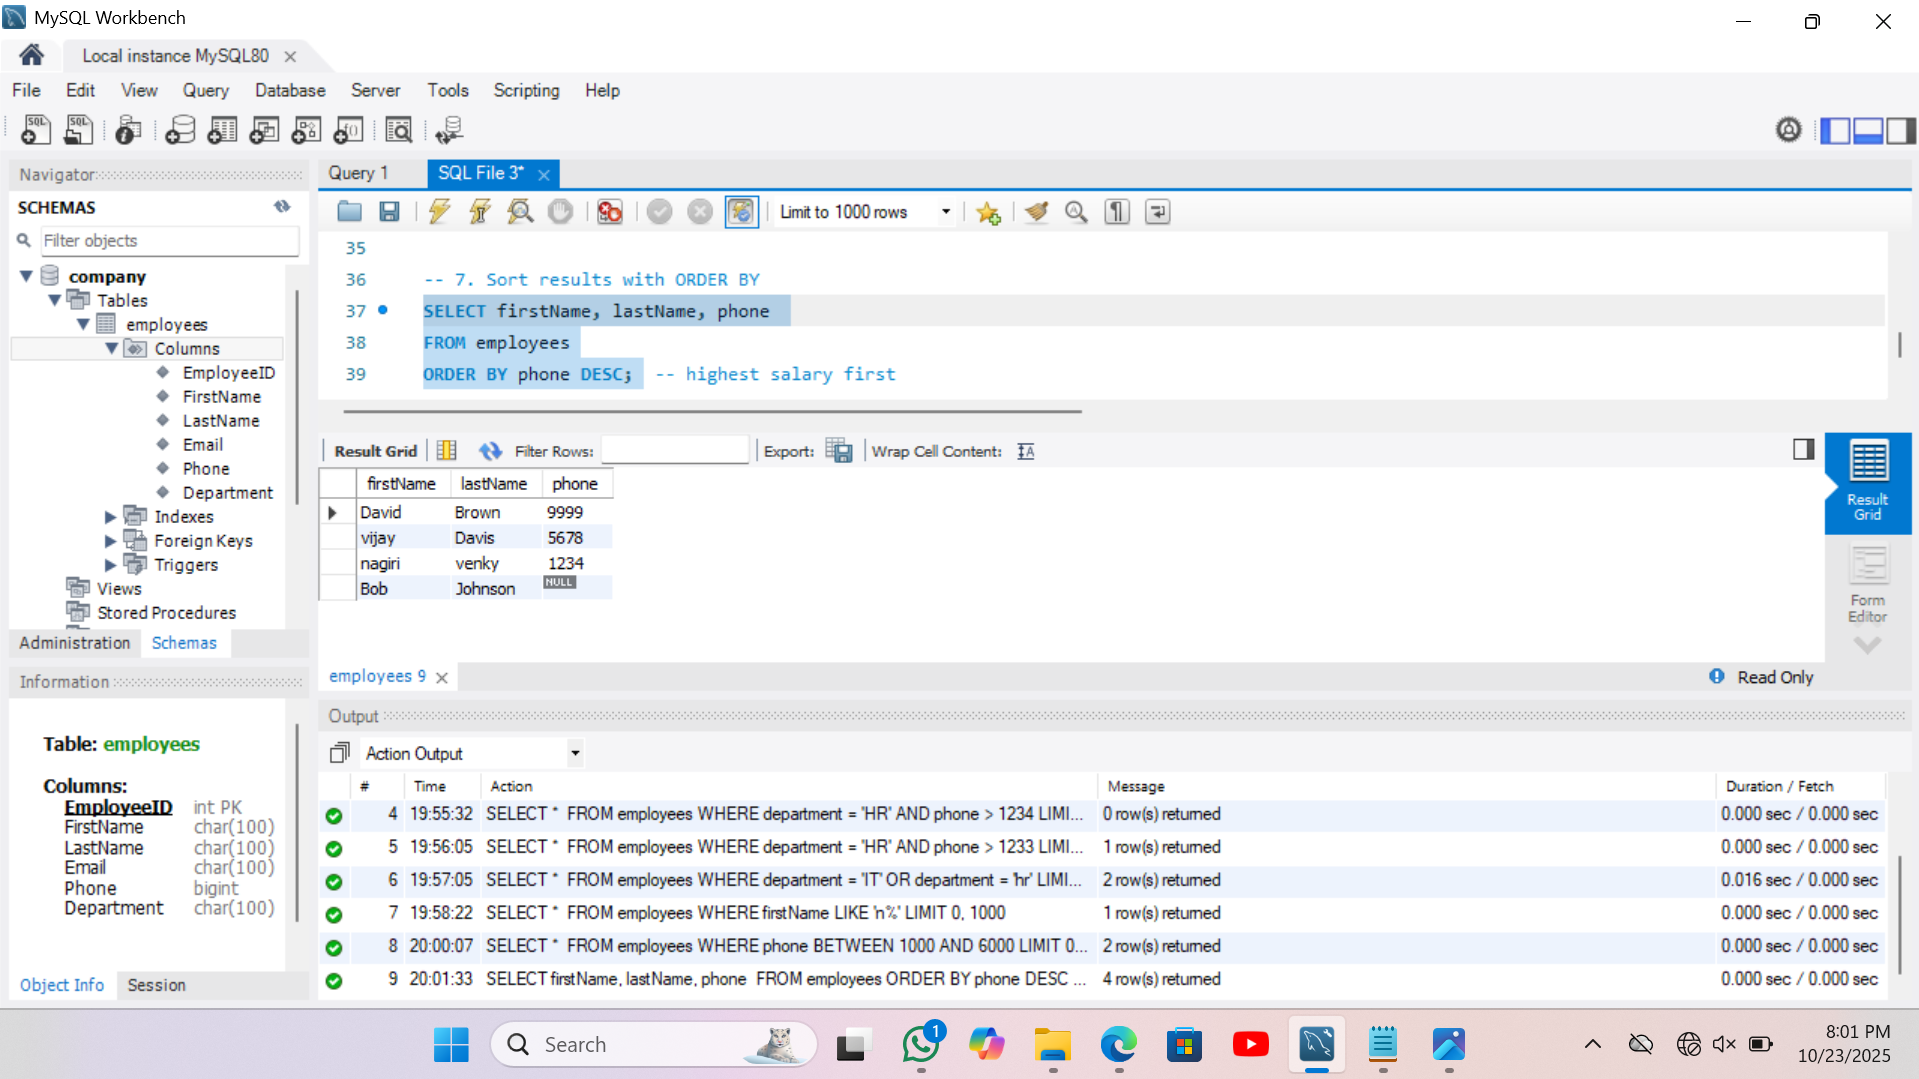 MySQL Workbench
Local instance MySQL80
File Edit View Query Database Server Tools Scripting Help
Navigator
SCHEMAS
Filter objects
company
Tables
employees
Columns
EmployeeID
FirstName
LastName
Email
Phone
Department
Indexes
Foreign Keys
Triggers
Views
Stored Procedures
Administration Schemas
Information
Table: employees
Columns:
EmployeeID int PK
FirstName char(100)
LastName char(100)
Email char(100)
Phone bigint
Department char(100)
Object Info Session
Query 1 SQL File 3*
Limit to 1000 rows
35
36 -- 7. Sort results with ORDER BY
37 SELECT firstName, lastName, phone
38 FROM employees
39 ORDER BY phone DESC; -- highest salary first
Result Grid Filter Rows: Export: Wrap Cell Content:
firstName lastName phone
David Brown 9999
vijay Davis 5678
nagiri venky 1234
Bob Johnson NULL
Result
Grid
Form
Editor
employees 9 Read Only
Output
Action Output
# Time Action Message Duration / Fetch
4 19:55:32 SELECT * FROM employees WHERE department = 'HR' AND phone > 1234 LIMI... 0 row(s) returned 0.000 sec / 0.000 sec
5 19:56:05 SELECT * FROM employees WHERE department = 'HR' AND phone > 1233 LIMI... 1 row(s) returned 0.000 sec / 0.000 sec
6 19:57:05 SELECT * FROM employees WHERE department = 'IT' OR department = 'hr' LIMI... 2 row(s) returned 0.016 sec / 0.000 sec
7 19:58:22 SELECT * FROM employees WHERE firstName LIKE 'n%' LIMIT 0, 1000 1 row(s) returned 0.000 sec / 0.000 sec
8 20:00:07 SELECT * FROM employees WHERE phone BETWEEN 1000 AND 6000 LIMIT 0... 2 row(s) returned 0.000 sec / 0.000 sec
9 20:01:33 SELECT firstName, lastName, phone FROM employees ORDER BY phone DESC ... 4 row(s) returned 0.000 sec / 0.000 sec
Search
1
8:01 PM
10/23/2025